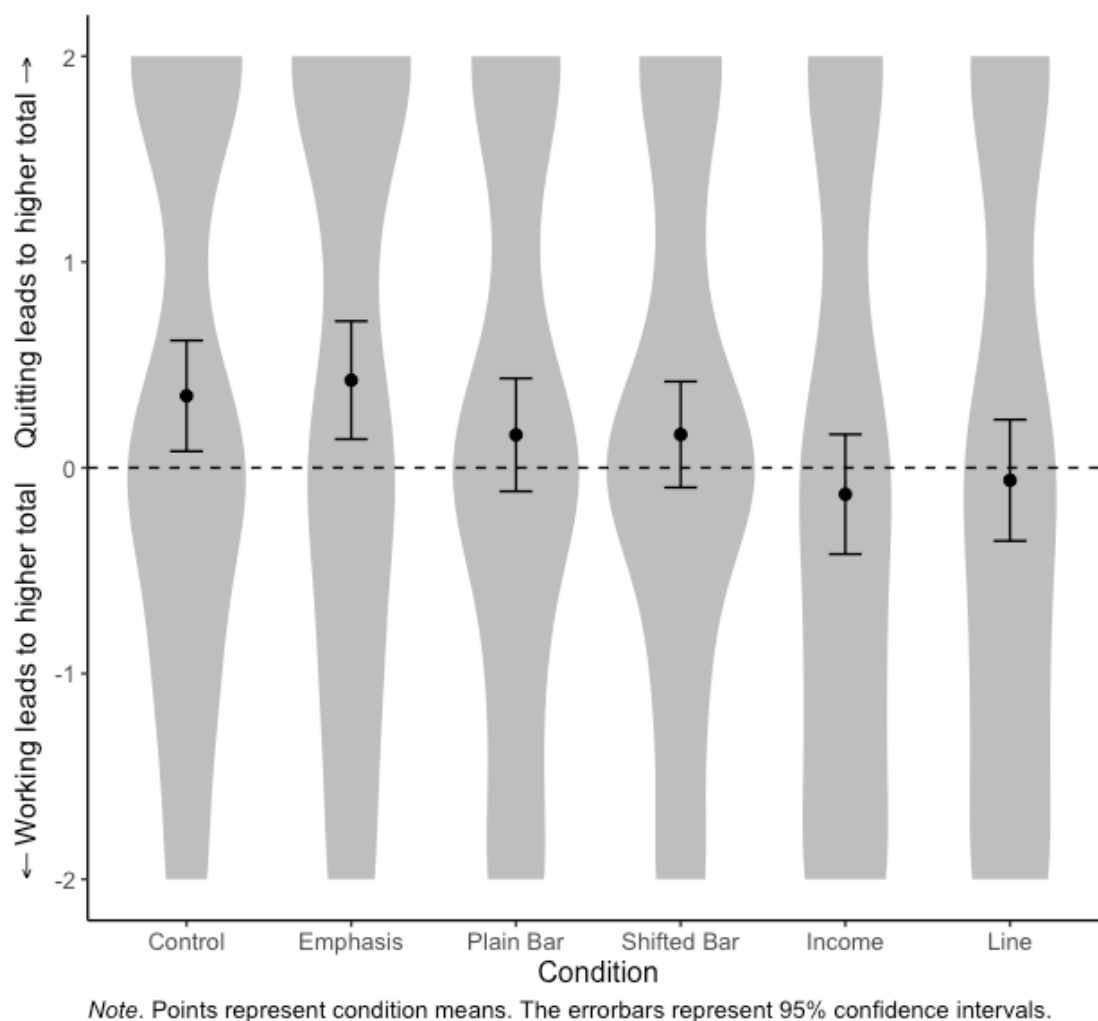 ← Working leads to higher total   Quitting leads to higher total →
2
1
0
-1
-2
Control Emphasis Plain Bar Shifted Bar Income Line
Condition
Note. Points represent condition means. The errorbars represent 95% confidence intervals.